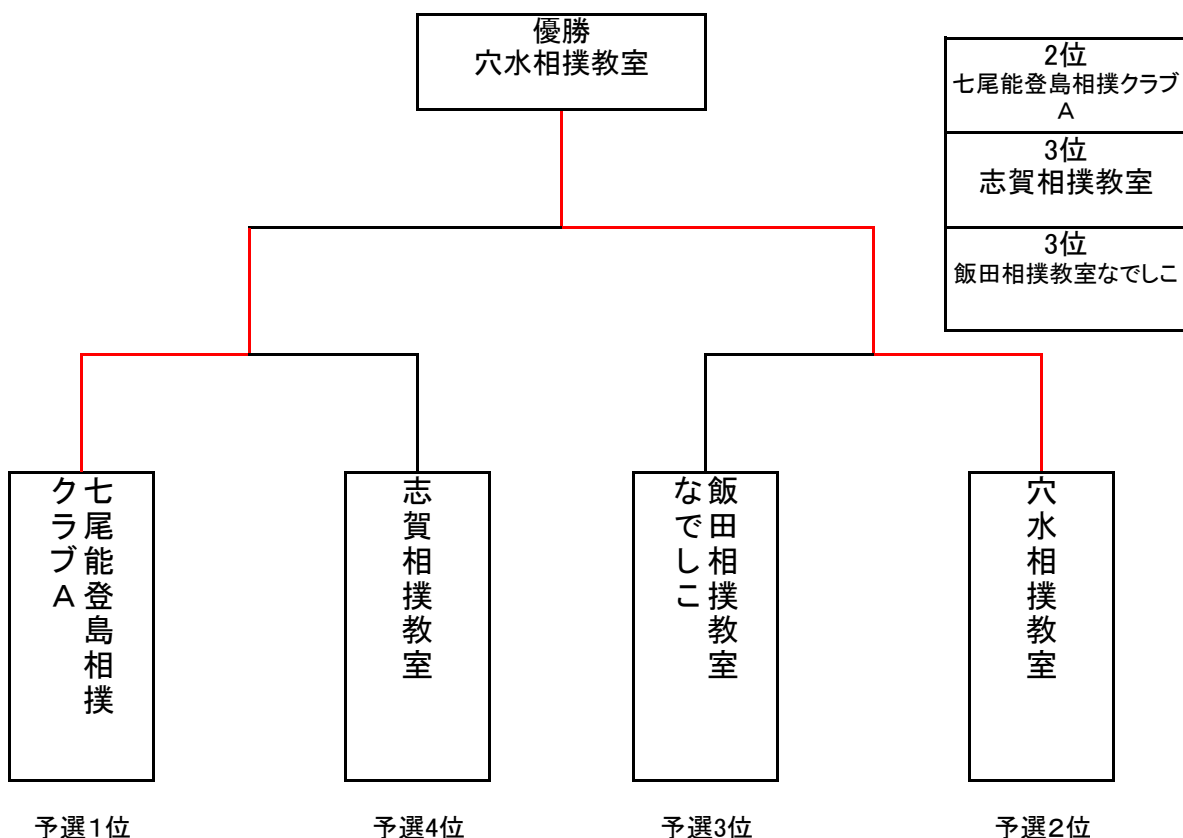 優勝
穴水相撲教室
2位
七尾能登島相撲クラブ
A
3位
志賀相撲教室
3位
飯田相撲教室なでしこ
七尾能登島相撲
クラブA
志賀相撲教室
飯田相撲教室
なでしこ
穴水相撲教室
予選１位
予選4位
予選3位
予選２位